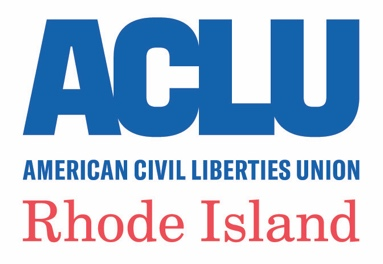 ACLU
AMERICAN CIVIL LIBERTIES UNION
Rhode Island